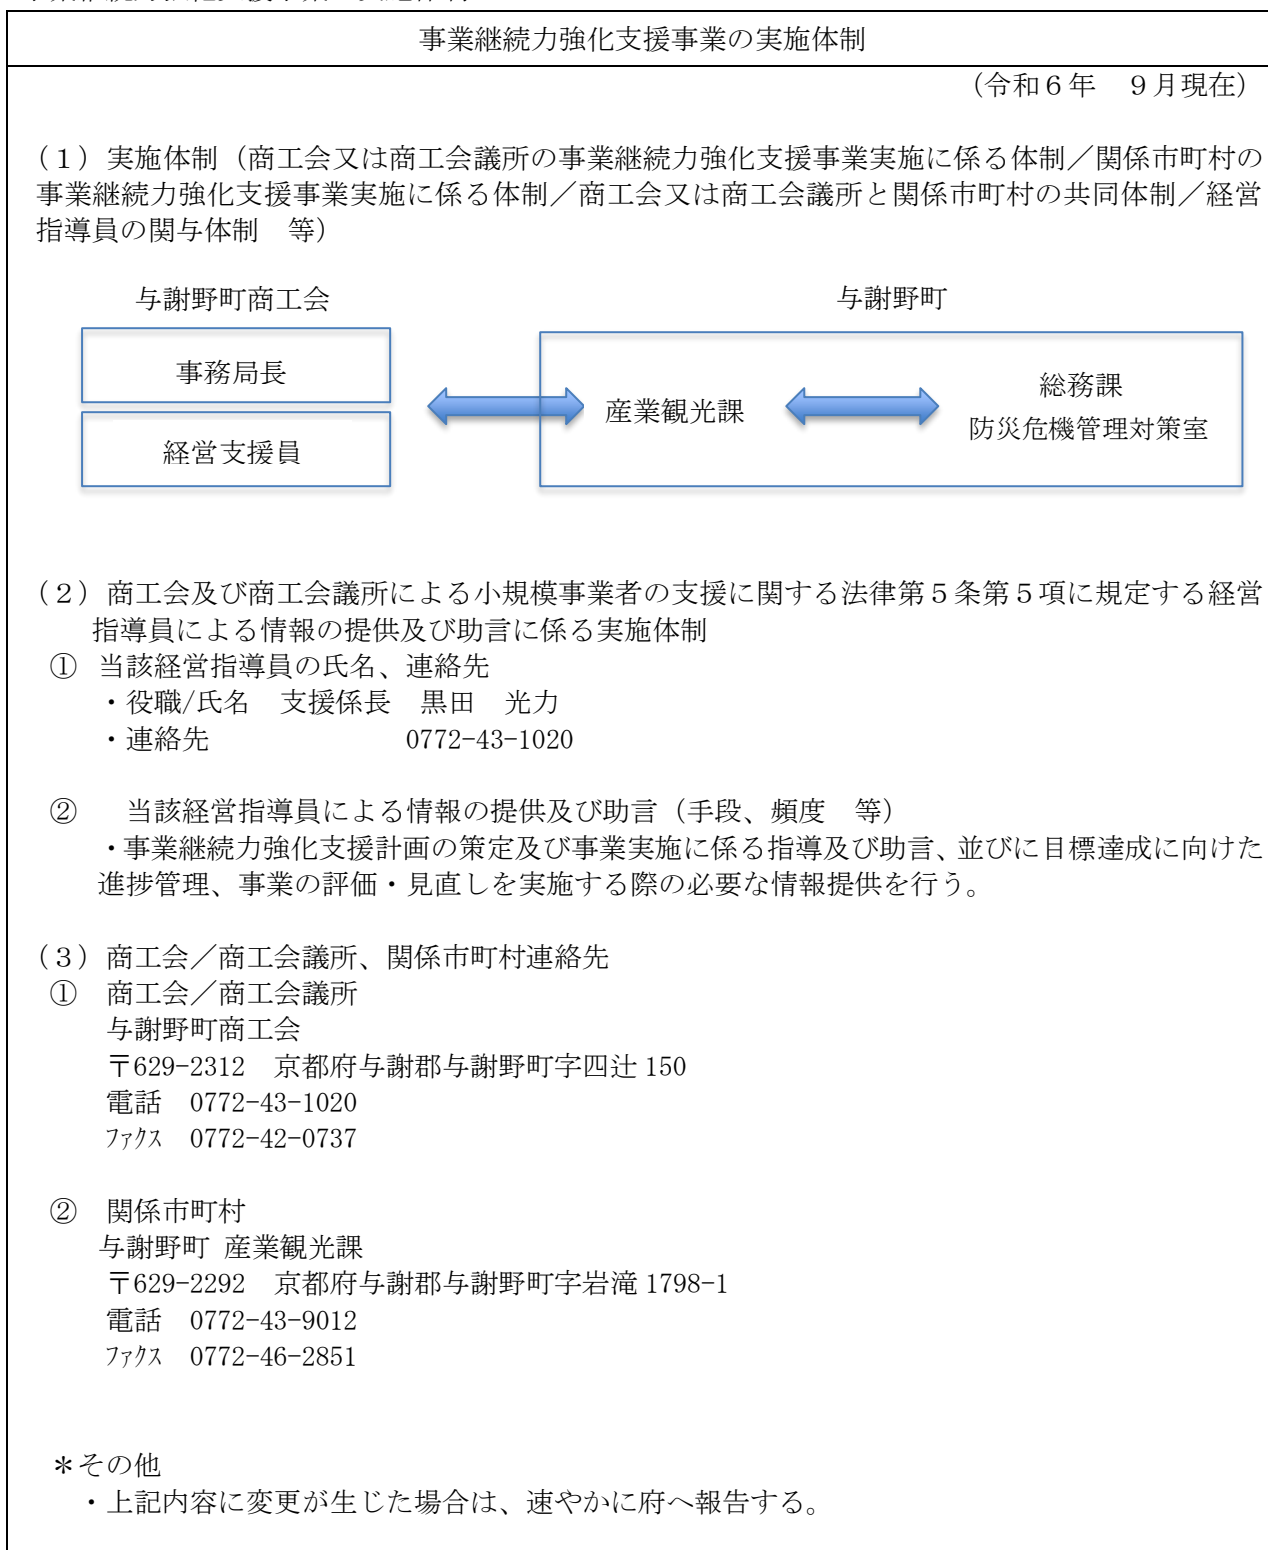 事業継続力強化支援事業の実施体制
（令和６年　９月現在）
（１）実施体制（商工会又は商工会議所の事業継続力強化支援事業実施に係る体制／関係市町村の
事業継続力強化支援事業実施に係る体制／商工会又は商工会議所と関係市町村の共同体制／経営
指導員の関与体制　等）
与謝野町商工会
与謝野町
事務局長
経営支援員
産業観光課
総務課
防災危機管理対策室
（２）商工会及び商工会議所による小規模事業者の支援に関する法律第５条第５項に規定する経営
指導員による情報の提供及び助言に係る実施体制
① 当該経営指導員の氏名、連絡先
・役職/氏名　支援係長　黒田　光力
・連絡先　　　　　　　0772-43-1020
②　当該経営指導員による情報の提供及び助言（手段、頻度　等）
・事業継続力強化支援計画の策定及び事業実施に係る指導及び助言、並びに目標達成に向けた
進捗管理、事業の評価・見直しを実施する際の必要な情報提供を行う。
（３）商工会／商工会議所、関係市町村連絡先
①　商工会／商工会議所
与謝野町商工会
〒629-2312　京都府与謝郡与謝野町字四辻 150
電話　0772-43-1020
ﾌｧｸｽ　0772-42-0737
②　関係市町村
与謝野町 産業観光課
〒629-2292　京都府与謝郡与謝野町字岩滝 1798-1
電話　0772-43-9012
ﾌｧｸｽ　0772-46-2851
＊その他
・上記内容に変更が生じた場合は、速やかに府へ報告する。